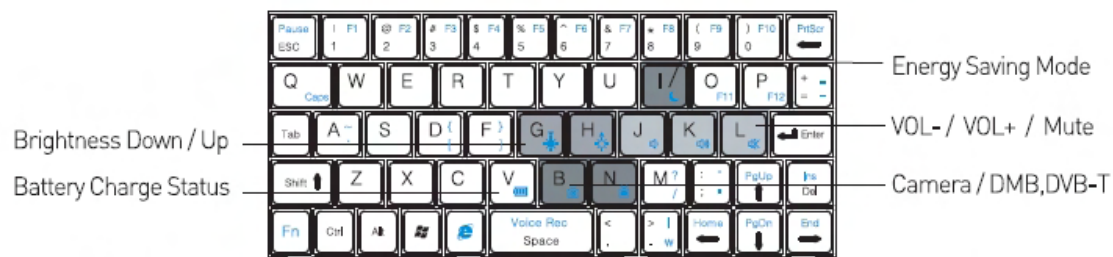 Pause ! F1 @ F2 # F3 $ F4 % F5 ^ F6 & F7 * F8 ( F9 ) F10 PrtScr
ESC 1 2 3 4 5 6 7 8 9 0
Q Caps W E R T Y U I / O F11 P F12 + =
Energy Saving Mode
Brightness Down / Up
Tab A S D { F } G H J K L Enter
VOL- / VOL+ / Mute
Battery Charge Status
Shift Z X C V B N M ? / : ; PgUp Ins Del
Camera / DMB,DVB-T
Fn Ctrl Alt Voice Rec Space < , > . Home PgDn End